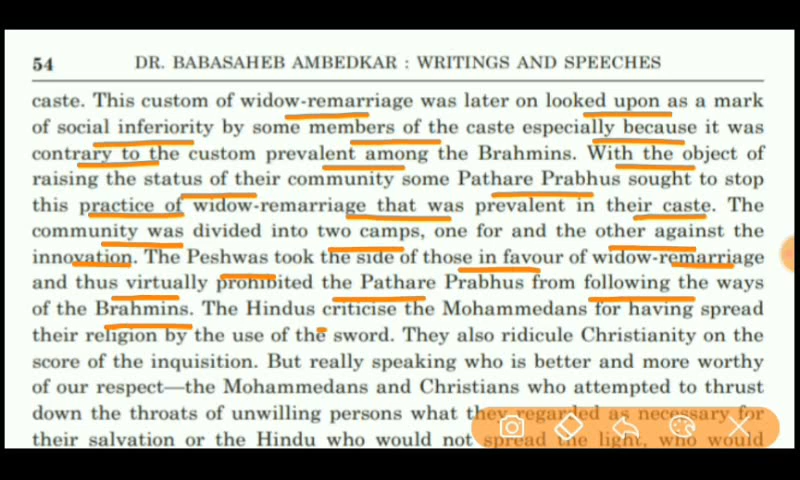 54 DR. BABASAHEB AMBEDKAR : WRITINGS AND SPEECHES
caste. This custom of widow-remarriage was later on looked upon as a mark
of social inferiority by some members of the caste especially because it was
contrary to the custom prevalent among the Brahmins. With the object of
raising the status of their community some Pathare Prabhus sought to stop
this practice of widow-remarriage that was prevalent in their caste. The
community was divided into two camps, one for and the other against the
innovation. The Peshwas took the side of those in favour of widow-remarriage
and thus virtually prohibited the Pathare Prabhus from following the ways
of the Brahmins. The Hindus criticise the Mohammedans for having spread
their religion by the use of the sword. They also ridicule Christianity on the
score of the inquisition. But really speaking who is better and more worthy
of our respect—the Mohammedans and Christians who attempted to thrust
down the throats of unwilling persons what they regarded as necessary for
their salvation or the Hindu who would not spread the light, who would